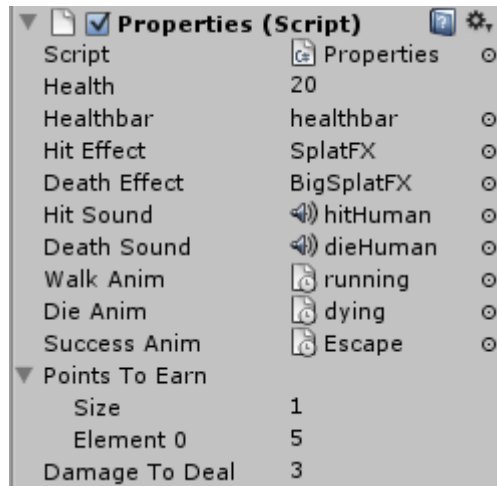 Properties (Script)
Script C# Properties
Health 20
Healthbar healthbar
Hit Effect SplatFX
Death Effect BigSplatFX
Hit Sound hitHuman
Death Sound dieHuman
Walk Anim running
Die Anim dying
Success Anim Escape
Points To Earn
Size 1
Element 0 5
Damage To Deal 3